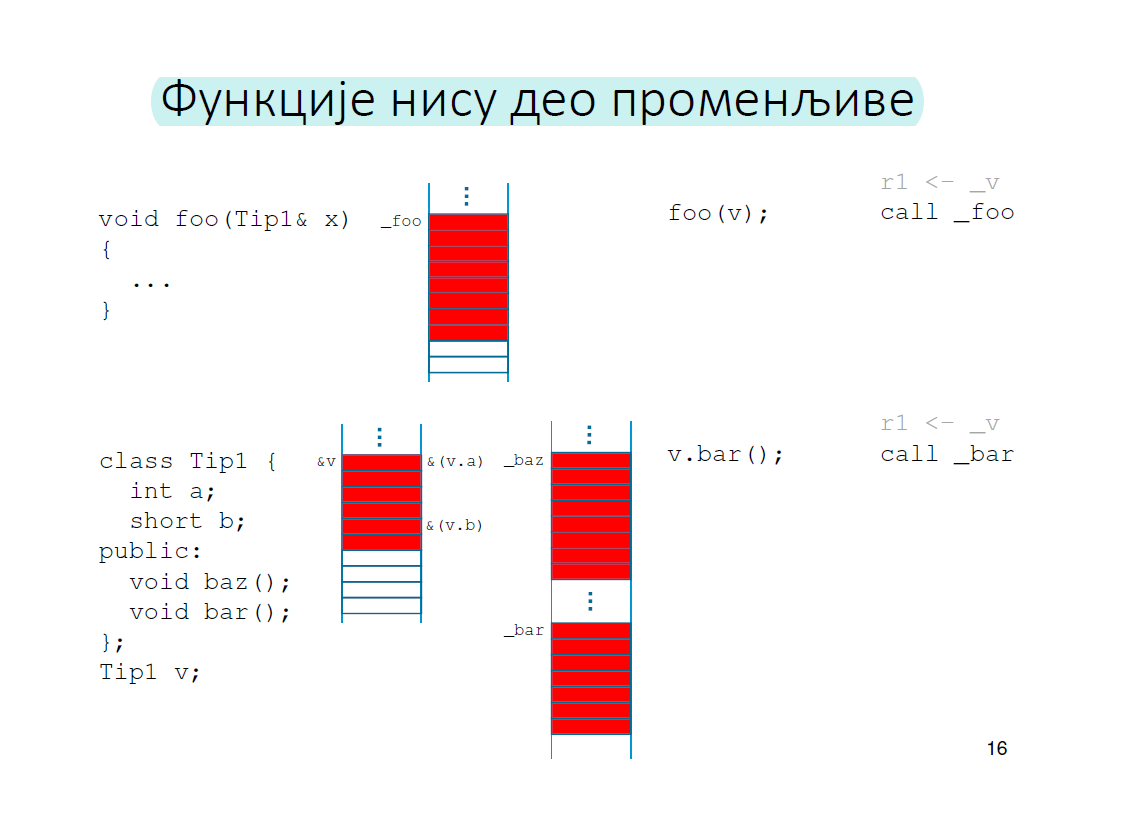 Функције нису део променљиве
r1 <- _v
void foo(Tip1& x) _foo foo(v); call _foo
{
...
}
r1 <- _v
class Tip1 { &v &(v.a) _baz v.bar(); call _bar
int a;
short b; &(v.b)
public:
void baz();
void bar();
_bar
};
Tip1 v;
16